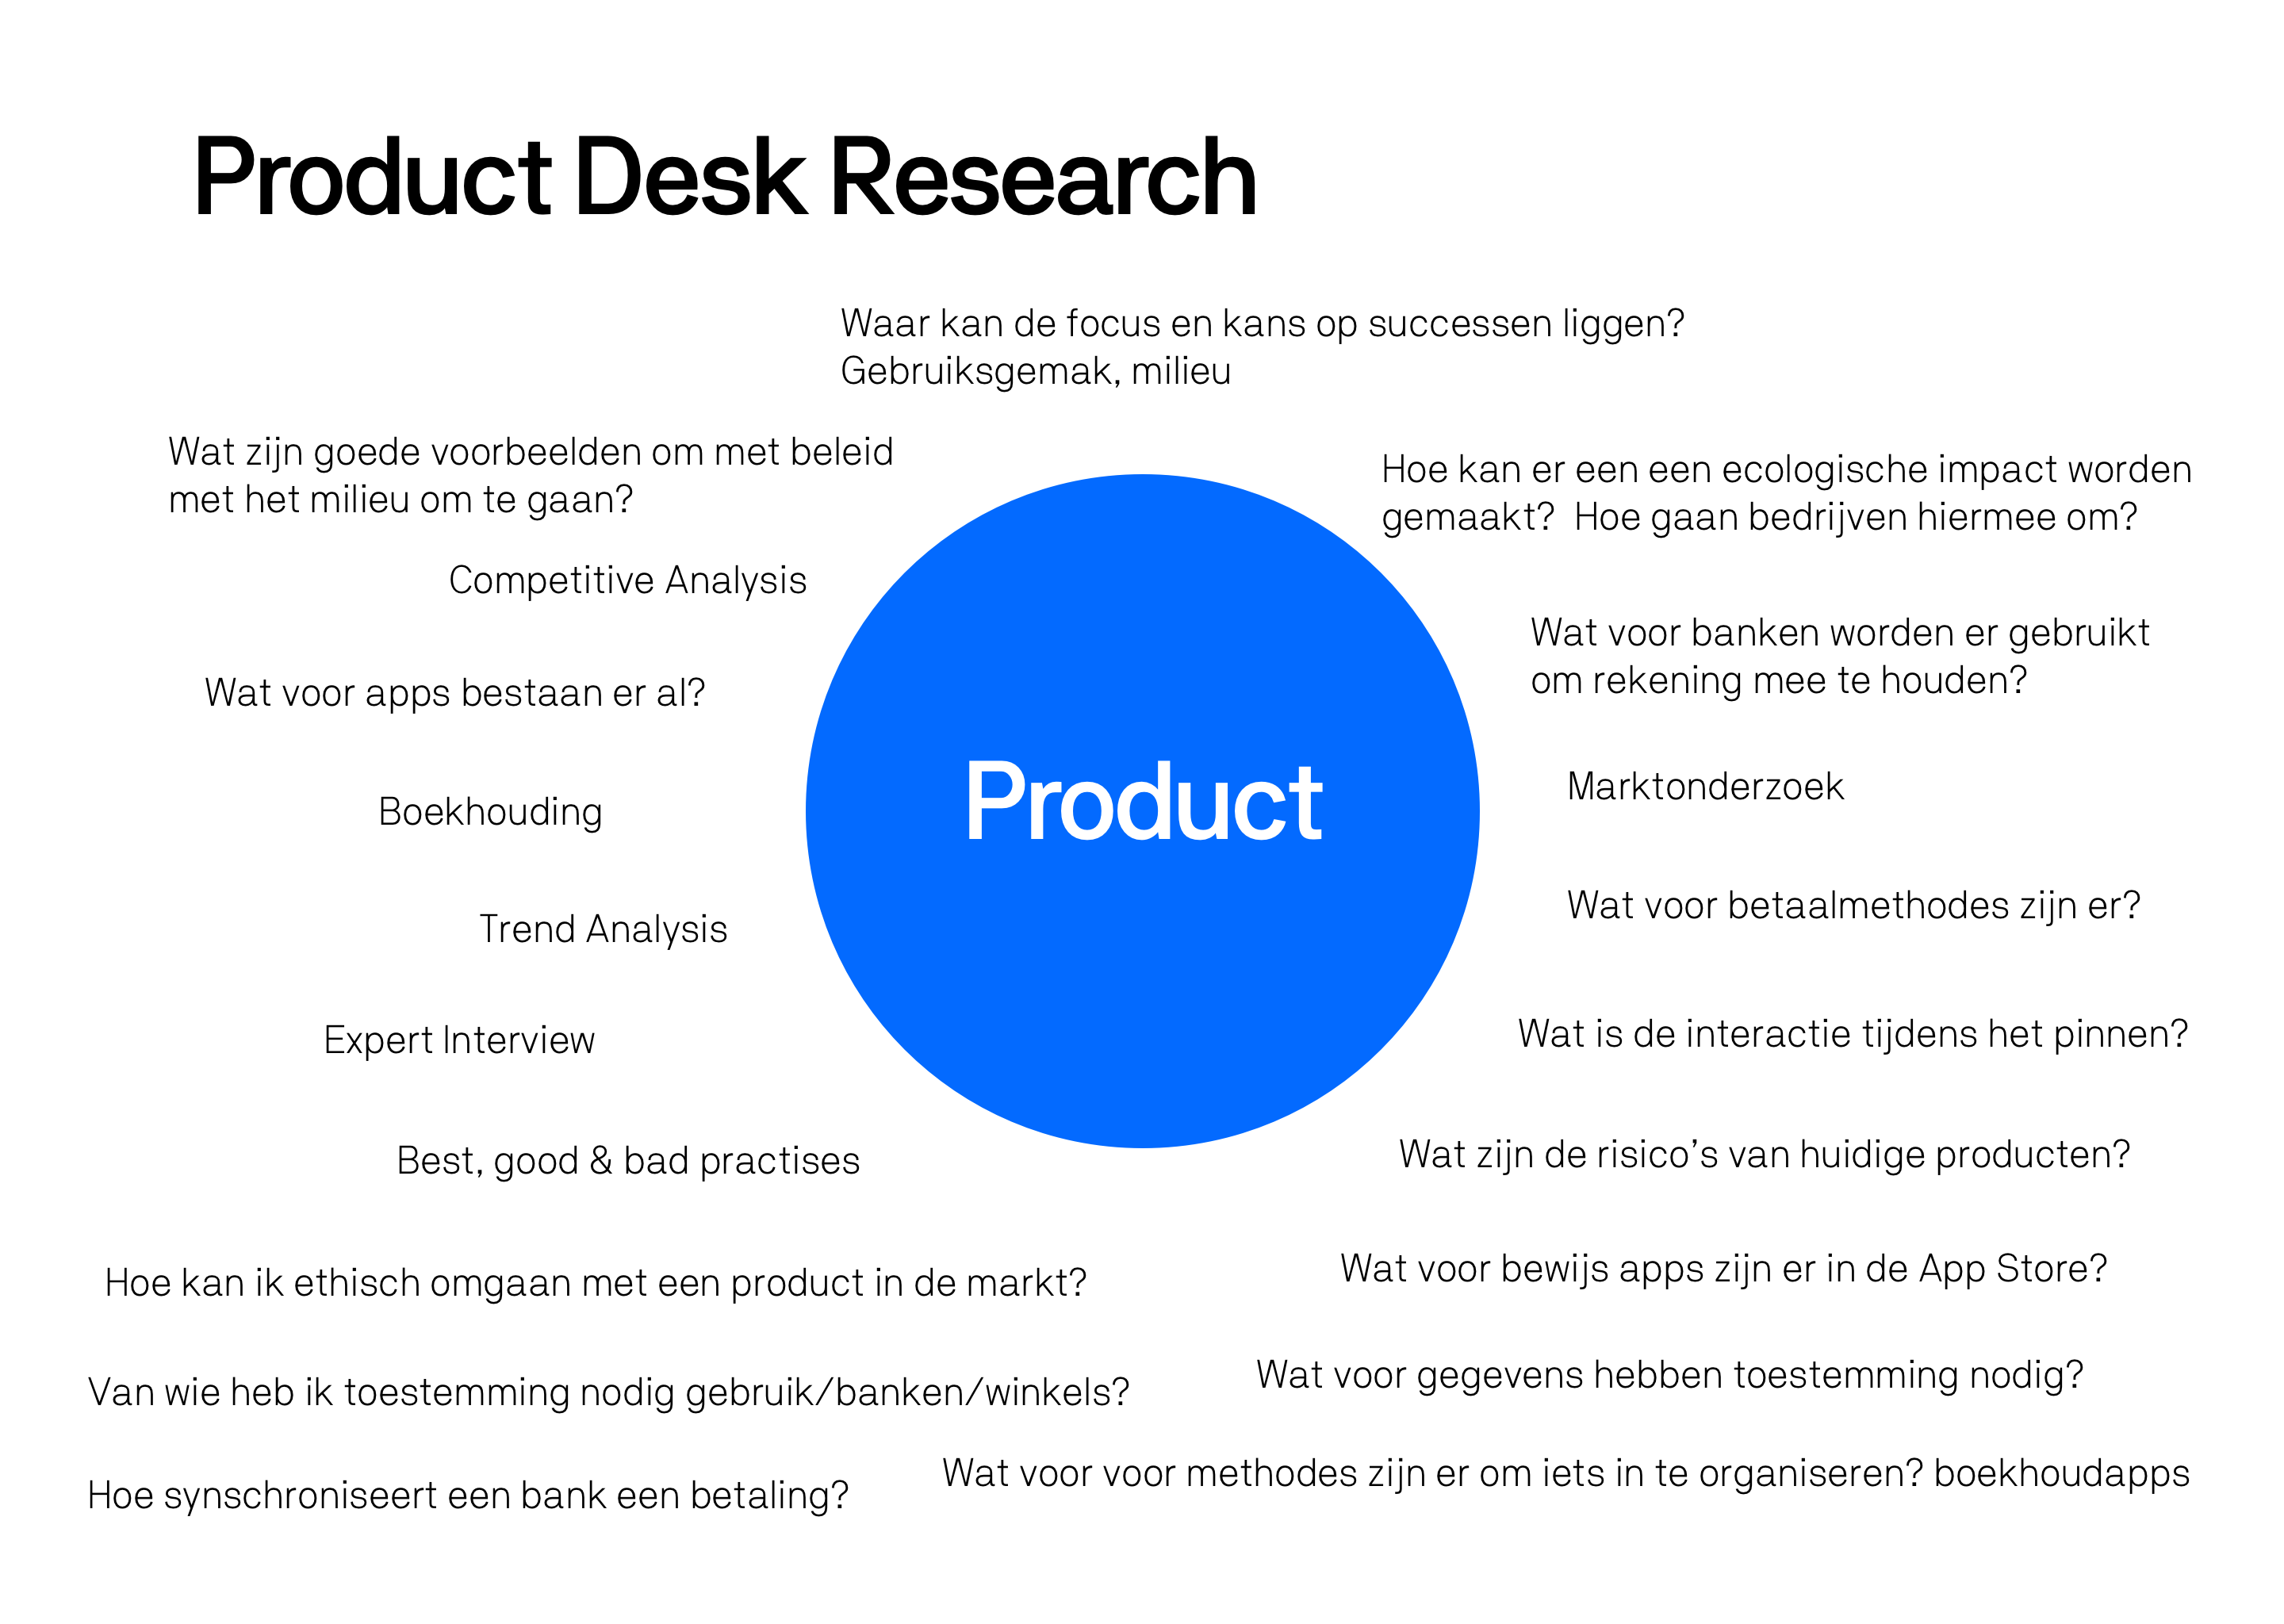 Product Desk Research
Waar kan de focus en kans op successen liggen?
Gebruiksgemak, milieu
Wat zijn goede voorbeelden om met beleid
met het milieu om te gaan?
Hoe kan er een een ecologische impact worden
gemaakt?  Hoe gaan bedrijven hiermee om?
Competitive Analysis
Wat voor banken worden er gebruikt
om rekening mee te houden?
Wat voor apps bestaan er al?
Product
Marktonderzoek
Boekhouding
Wat voor betaalmethodes zijn er?
Trend Analysis
Wat is de interactie tijdens het pinnen?
Expert Interview
Wat zijn de risico’s van huidige producten?
Best, good & bad practises
Wat voor bewijs apps zijn er in de App Store?
Hoe kan ik ethisch omgaan met een product in de markt?
Wat voor gegevens hebben toestemming nodig?
Van wie heb ik toestemming nodig gebruik/banken/winkels?
Wat voor voor methodes zijn er om iets in te organiseren? boekhoudapps
Hoe synschroniseert een bank een betaling?